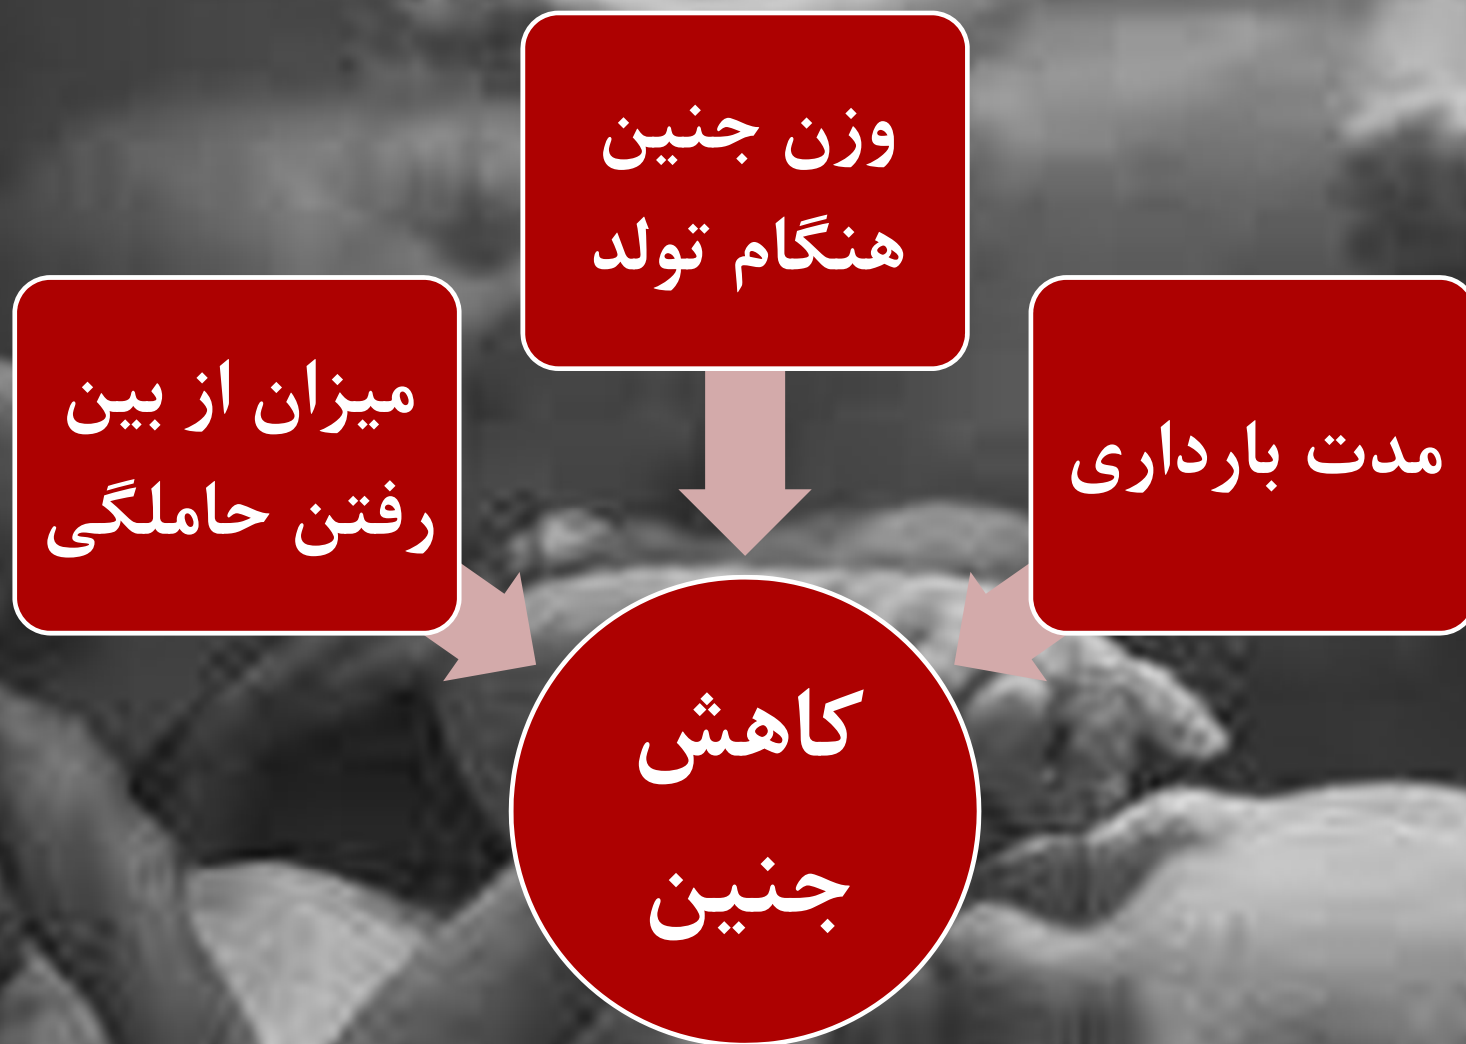 وزن جنین
هنگام تولد
مدت بارداری
میزان از بین
رفتن حاملگی
کاهش
جنین